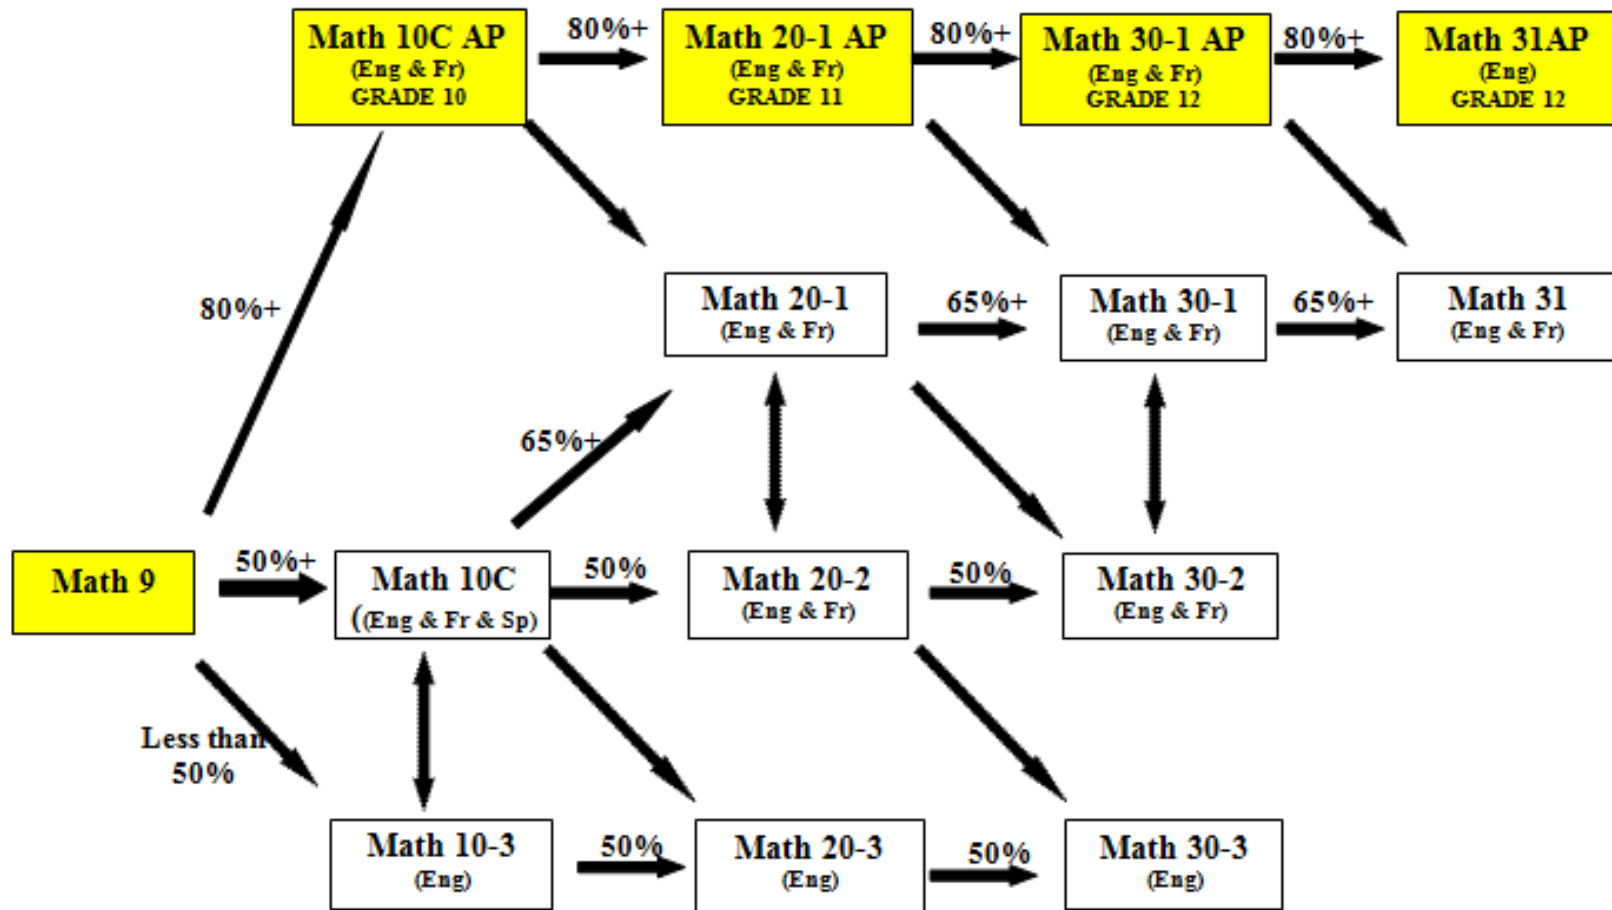 Math 10C AP
(Eng & Fr)
GRADE 10
80%+
Math 20-1 AP
(Eng & Fr)
GRADE 11
80%+
Math 30-1 AP
(Eng & Fr)
GRADE 12
80%+
Math 31AP
(Eng)
GRADE 12
80%+
Math 20-1
(Eng & Fr)
65%+
Math 30-1
(Eng & Fr)
65%+
Math 31
(Eng & Fr)
65%+
Math 9
50%+
Math 10C
((Eng & Fr & Sp)
50%
Math 20-2
(Eng & Fr)
50%
Math 30-2
(Eng & Fr)
Less than
50%
Math 10-3
(Eng)
50%
Math 20-3
(Eng)
50%
Math 30-3
(Eng)